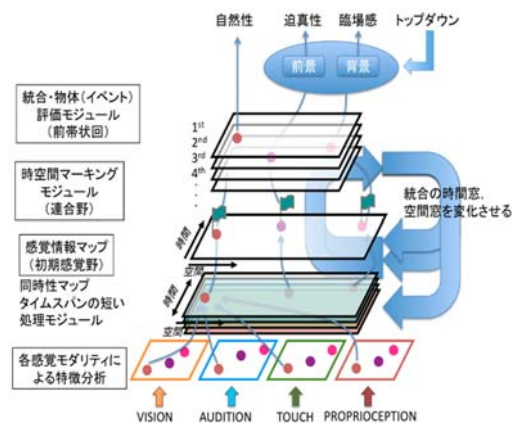 自然性 迫真性 臨場感 トップダウン
前景 背景
統合・物体(イベント)
評価モジュール
(前帯状回)
1st
2nd
3rd
4th
時空間マーキング
モジュール
(連合野)
統合の時間窓,
空間窓を変化させる
時間
感覚情報マップ
(初期感覚野)
空間
同時性マップ
タイムスパンの短い
処理モジュール
時間
空間
各感覚モダリティに
よる特徴分析
VISION AUDITION TOUCH PROPRIOCEPTION